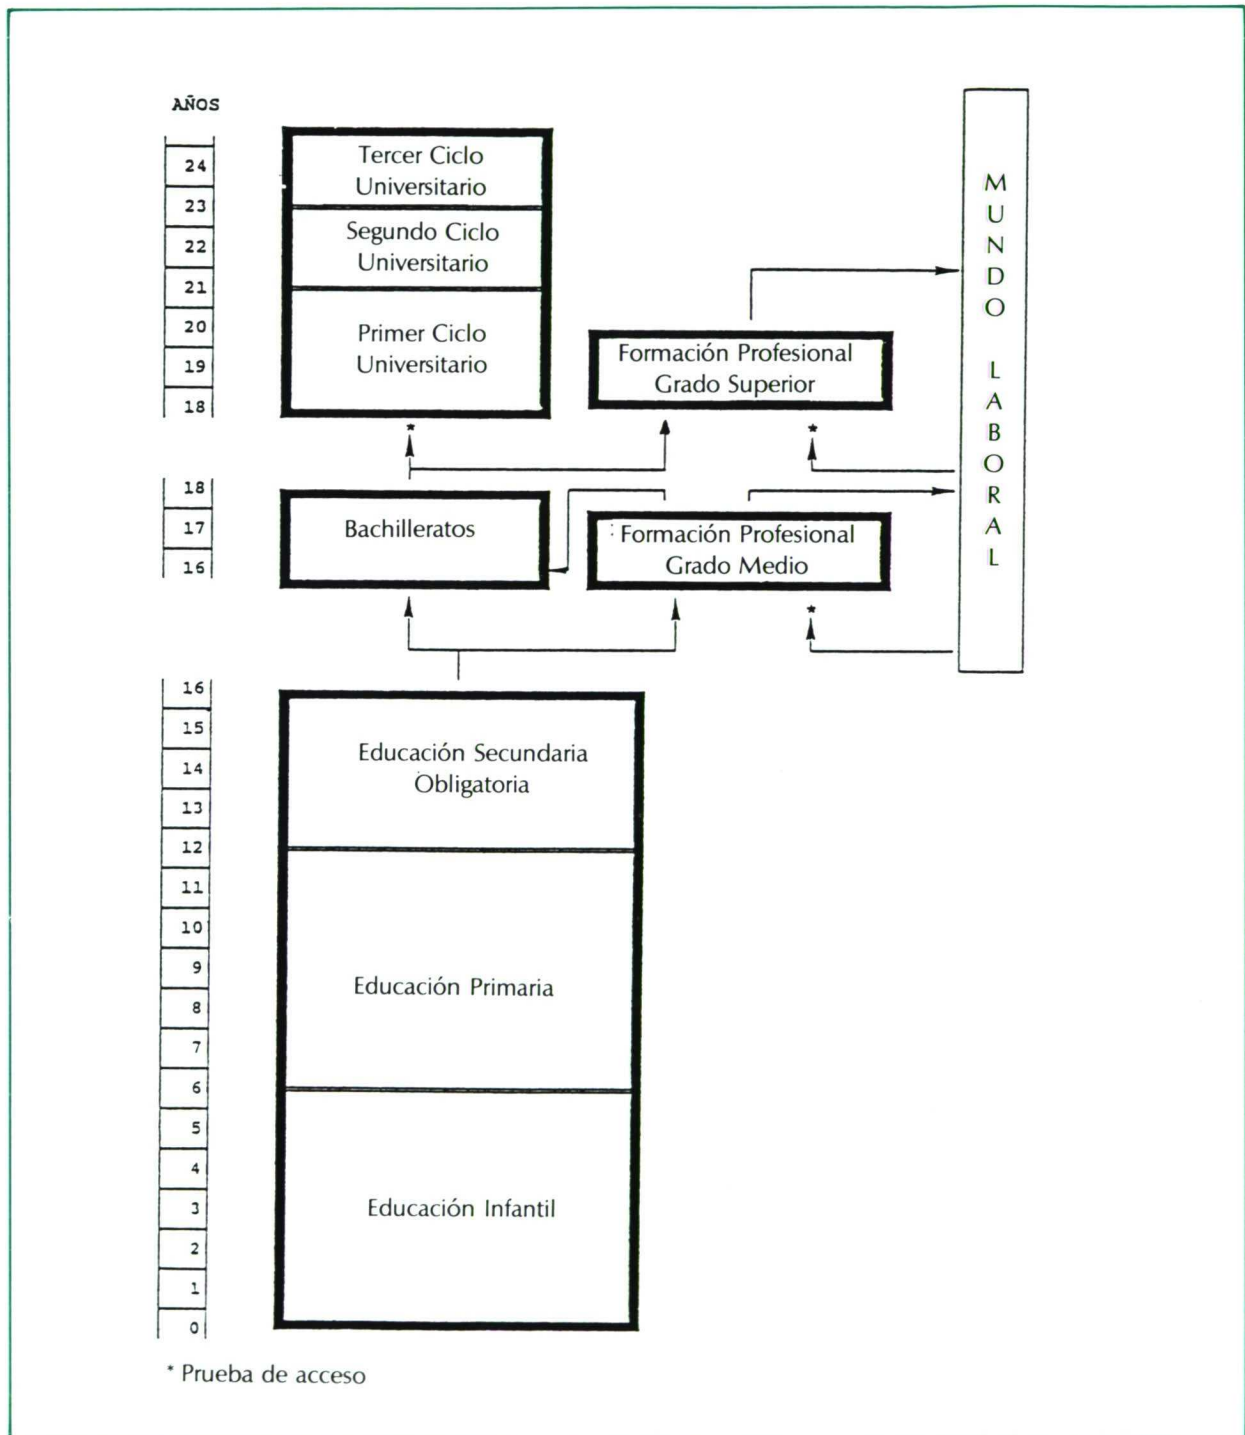 AÑOS
24
23
22
21
20
19
18
Tercer Ciclo
Universitario
Segundo Ciclo
Universitario
Primer Ciclo
Universitario
Formación Profesional
Grado Superior
MUNDO LABORAL
*
*
18
17
16
Bachilleratos
Formación Profesional
Grado Medio
*
16
15
14
13
12
11
10
9
8
7
6
5
4
3
2
1
0
Educación Secundaria
Obligatoria
Educación Primaria
Educación Infantil
* Prueba de acceso